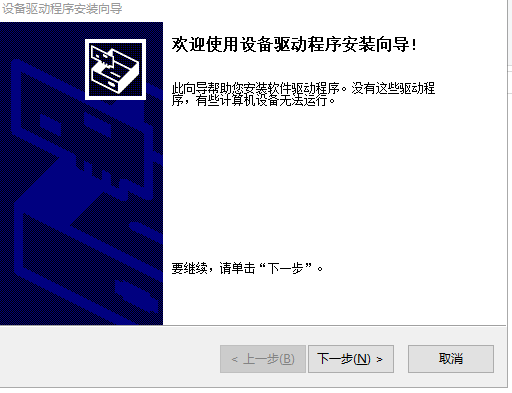 设备驱动程序安装向导
欢迎使用设备驱动程序安装向导!
此向导帮助您安装软件驱动程序。没有这些驱动程
序，有些计算机设备无法运行。
要继续，请单击“下一步”。
< 上一步(B)
下一步(N) >
取消